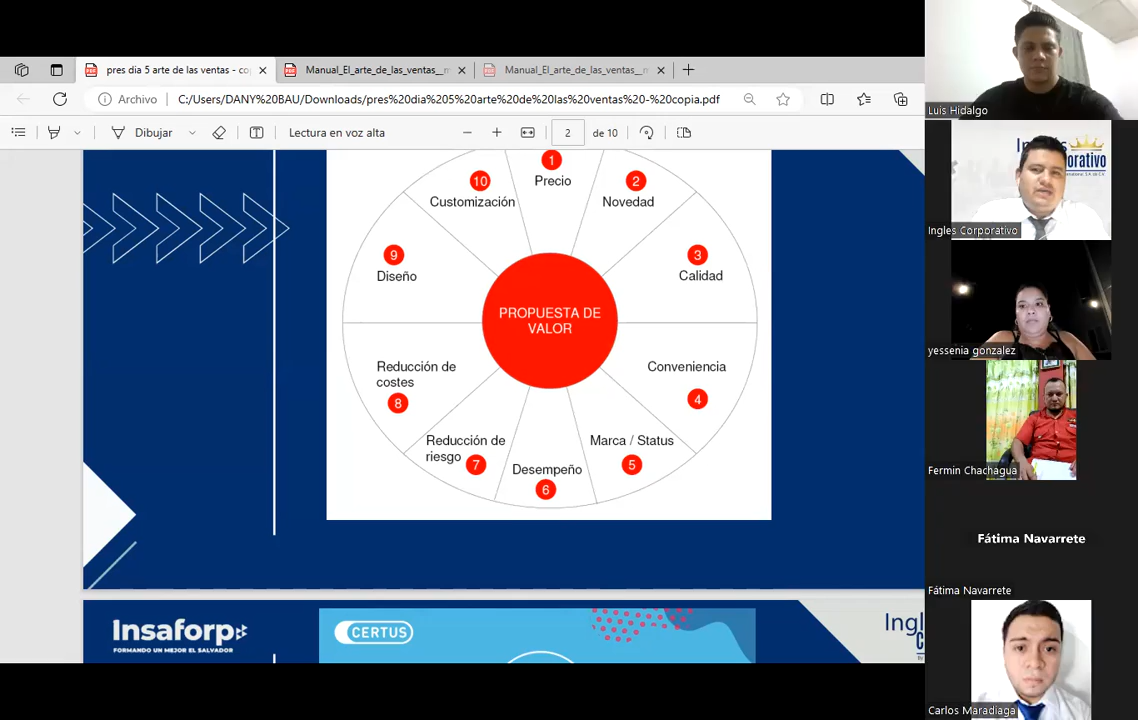 pres dia 5 arte de las ventas - co
Manual_El_arte_de_las_ventas__m
Manual_El_arte_de_las_ventas__m
Archivo
C:/Users/DANY%20BAU/Downloads/pres%20dia%205%20arte%20de%20las%20ventas%20-%20copia.pdf
Dibujar
Lectura en voz alta
2
de 10
1
Precio
2
Novedad
3
Calidad
Conveniencia
4
Marca / Status
5
Desempeño
6
Reducción de
riesgo
7
Reducción de
costes
8
9
Diseño
10
Customización
PROPUESTA DE
VALOR
Insaforp
FORMANDO UN MEJOR EL SALVADOR
CERTUS
Ingl
Luis Hidalgo
Ingles Corporativo
yessenia gonzalez
Fermin Chachagua
Fátima Navarrete
Fátima Navarrete
Carlos Maradiaga